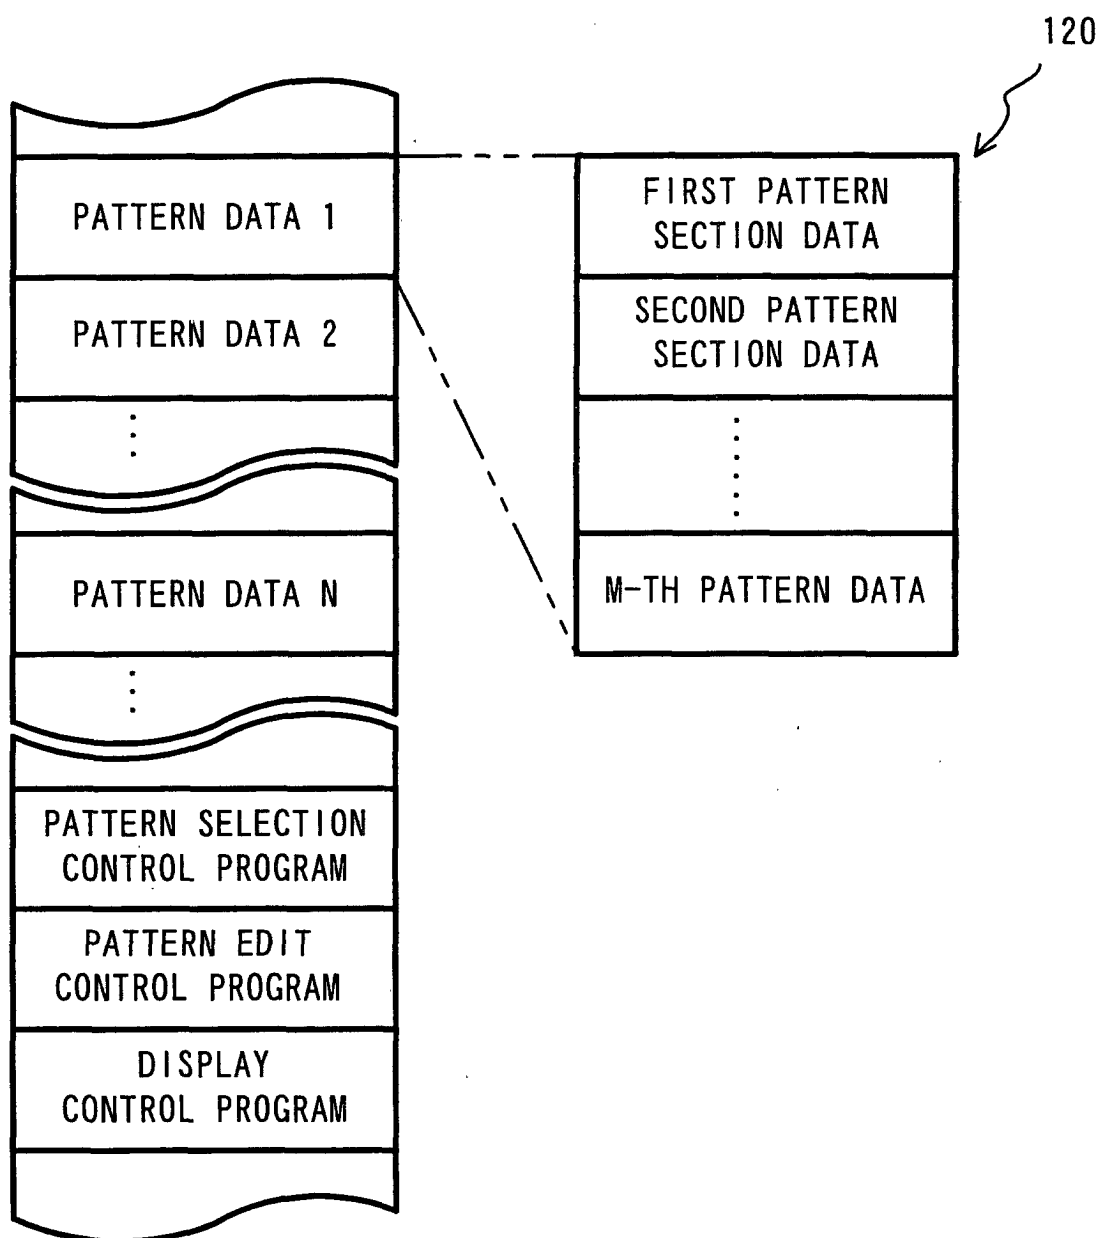 120
PATTERN DATA 1
PATTERN DATA 2
PATTERN DATA N
PATTERN SELECTION
CONTROL PROGRAM
PATTERN EDIT
CONTROL PROGRAM
DISPLAY
CONTROL PROGRAM
FIRST PATTERN
SECTION DATA
SECOND PATTERN
SECTION DATA
M-TH PATTERN DATA